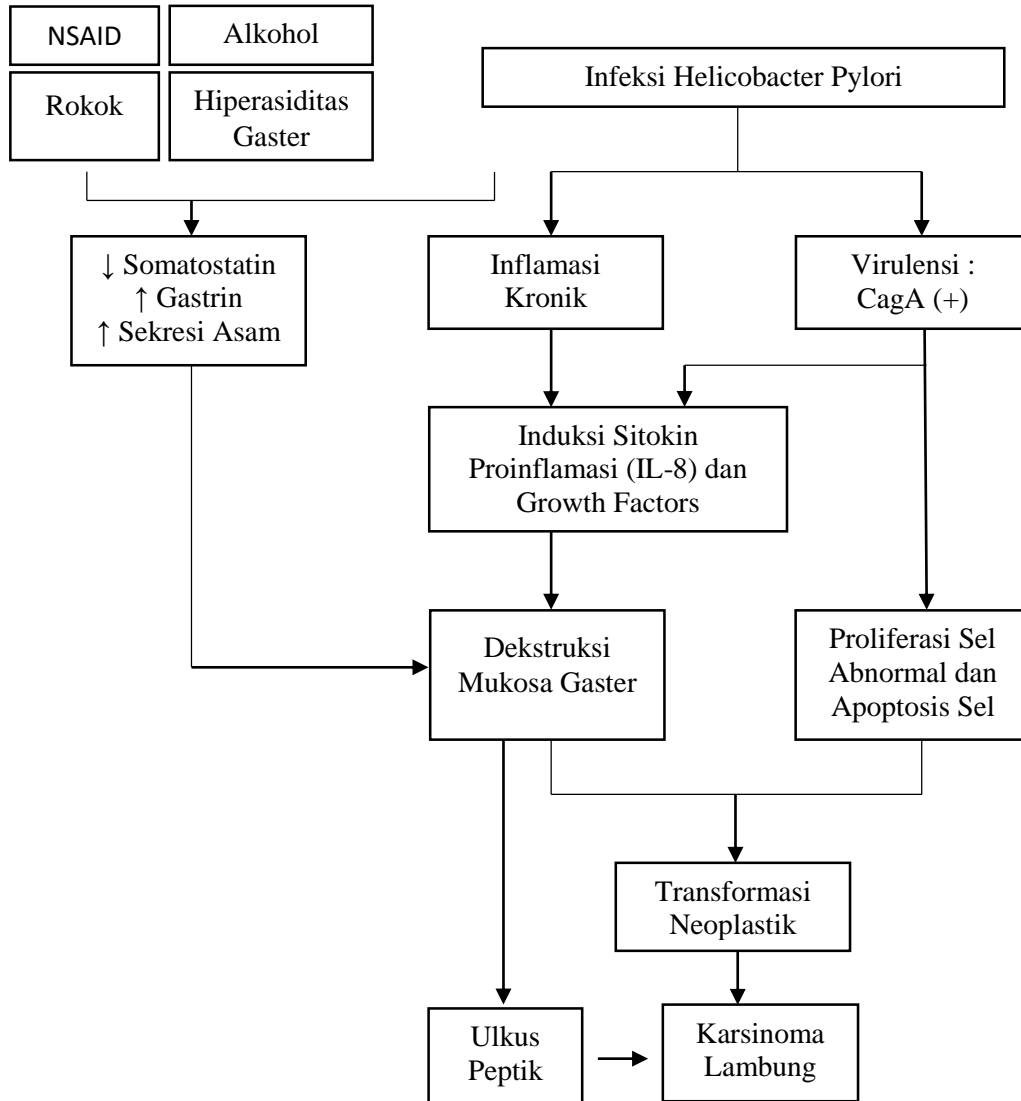 NSAID
Alkohol
Rokok
Hiperasiditas
Gaster
Infeksi Helicobacter Pylori
↓ Somatostatin
↑ Gastrin
↑ Sekresi Asam
Inflamasi
Kronik
Virulensi :
CagA (+)
Induksi Sitokin
Proinflamasi (IL-8) dan
Growth Factors
Dekstruksi
Mukosa Gaster
Proliferasi Sel
Abnormal dan
Apoptosis Sel
Transformasi
Neoplastik
Ulkus
Peptik
Karsinoma
Lambung